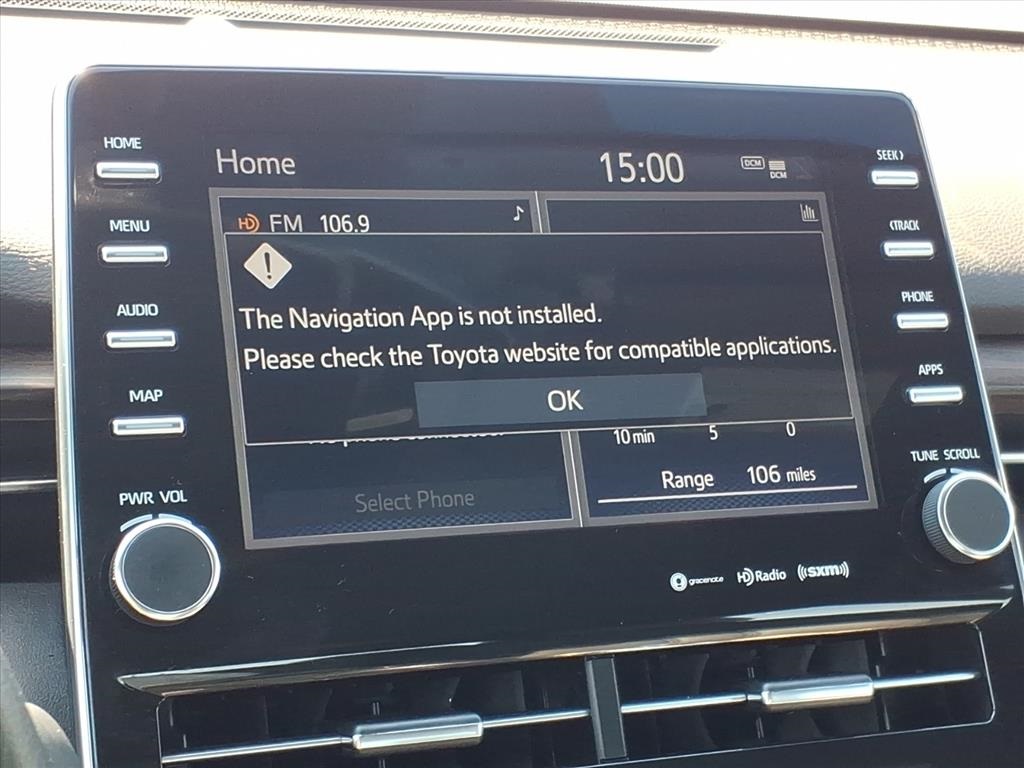 HOME
Home
15:00
DCM
DCM
SEEK >
MENU
HD FM 106.9
< TRACK
The Navigation App is not installed.
Please check the Toyota website for compatible applications.
OK
AUDIO
PHONE
MAP
APPS
10 min 5 0
Range 106 miles
Select Phone
PWR VOL
TUNE SCROLL
gracenote
HD Radio
((sxm))